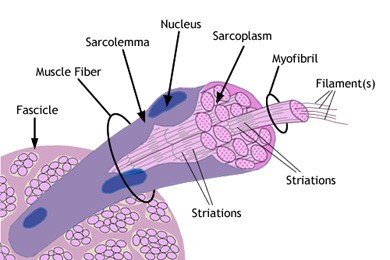 Nucleus
Sarcolemma
Sarcoplasm
Muscle Fiber
Myofibril
Filament(s)
Fascicle
Striations
Striations